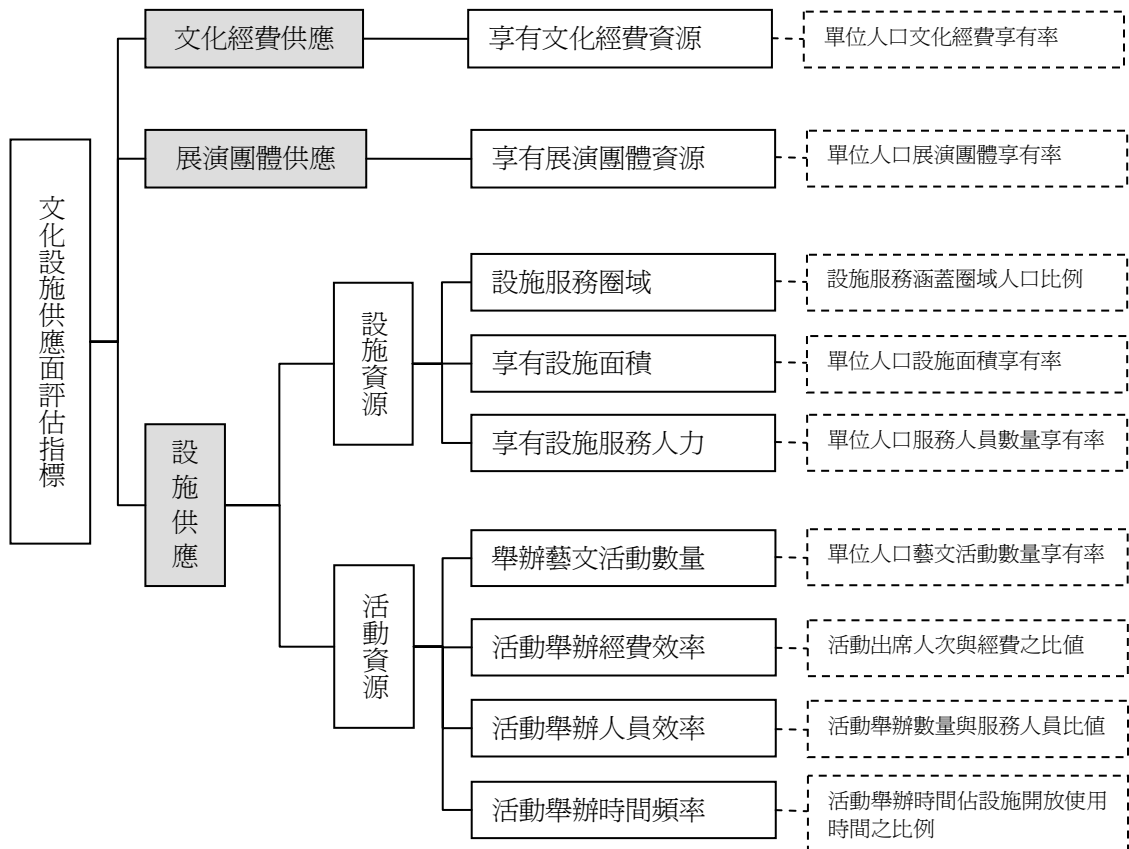 文化設施供應面評估指標
文化經費供應
享有文化經費資源
單位人口文化經費享有率
展演團體供應
享有展演團體資源
單位人口展演團體享有率
設施供應
設施資源
設施服務圈域
設施服務涵蓋圈域人口比例
享有設施面積
單位人口設施面積享有率
享有設施服務人力
單位人口服務人員數量享有率
活動資源
舉辦藝文活動數量
單位人口藝文活動數量享有率
活動舉辦經費效率
活動出席人次與經費之比值
活動舉辦人員效率
活動舉辦數量與服務人員比值
活動舉辦時間頻率
活動舉辦時間佔設施開放使用
時間之比例